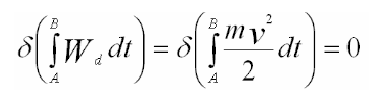 δ(∫_A^B W_d dt) = δ(∫_A^B mv²/2 dt) = 0